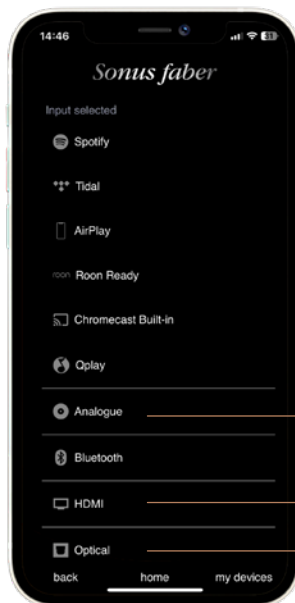 14:46
Sonus faber
Input selected
Spotify
Tidal
AirPlay
roon Roon Ready
Chromecast Built-in
Qplay
Analogue
Bluetooth
HDMI
Optical
back home my devices